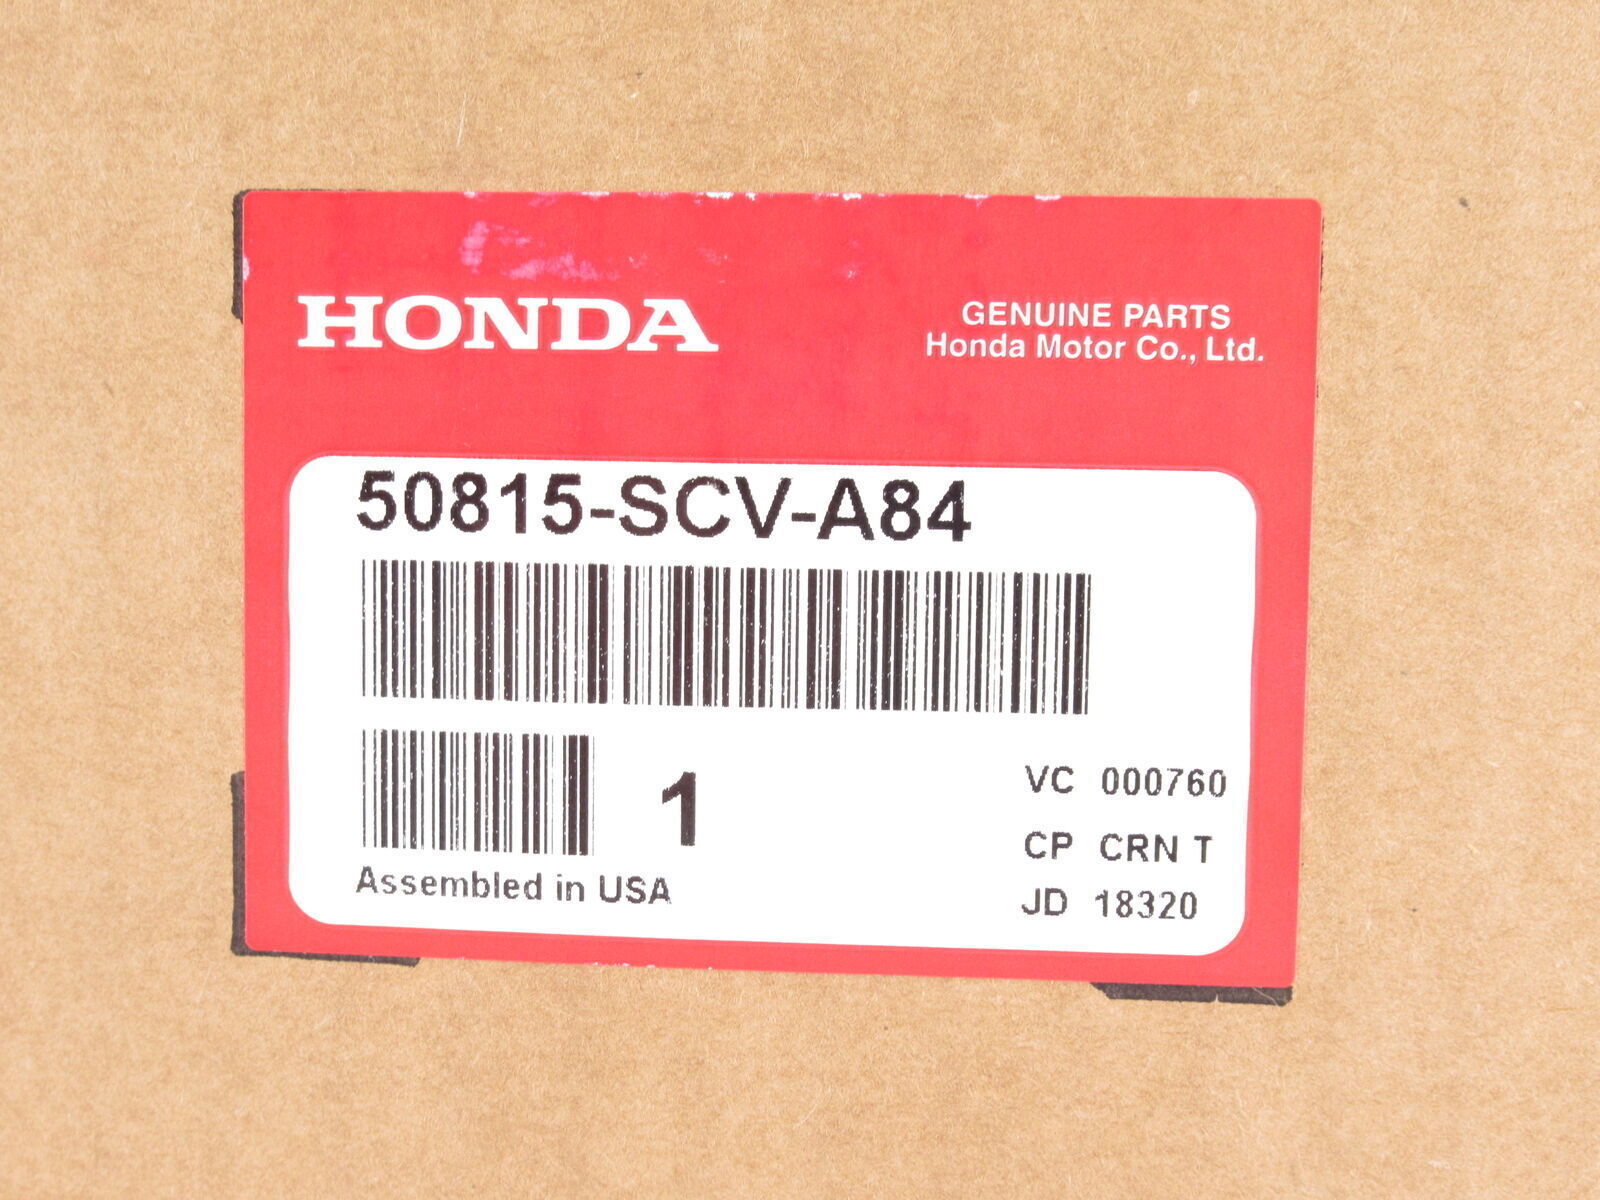 HONDA
GENUINE PARTS
Honda Motor Co., Ltd.
50815-SCV-A84
1
Assembled in USA
VC 000760
CP CRN T
JD 18320